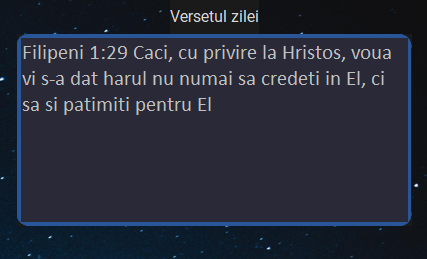 Versetul zilei
Filipeni 1:29 Caci, cu privire la Hristos, voua
vi s-a dat harul nu numai sa credeti in El, ci
sa si patimiti pentru El